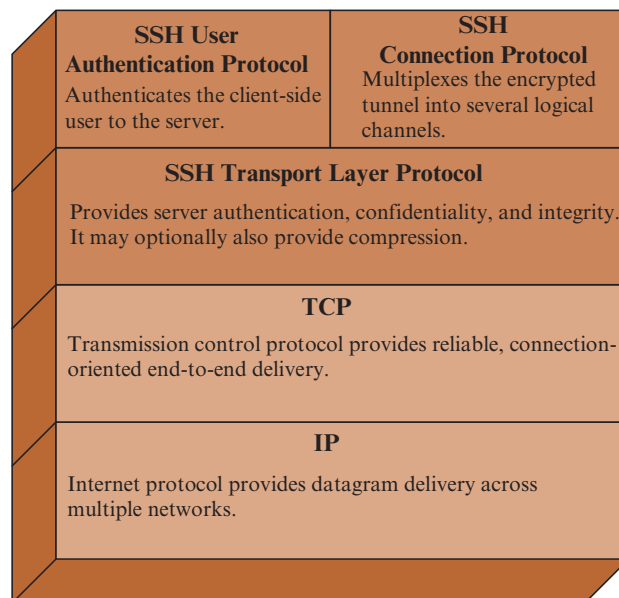 SSH User
Authentication Protocol
Authenticates the client-side
user to the server.
SSH
Connection Protocol
Multiplexes the encrypted
tunnel into several logical
channels.
SSH Transport Layer Protocol
Provides server authentication, confidentiality, and integrity.
It may optionally also provide compression.
TCP
Transmission control protocol provides reliable, connection-
oriented end-to-end delivery.
IP
Internet protocol provides datagram delivery across
multiple networks.